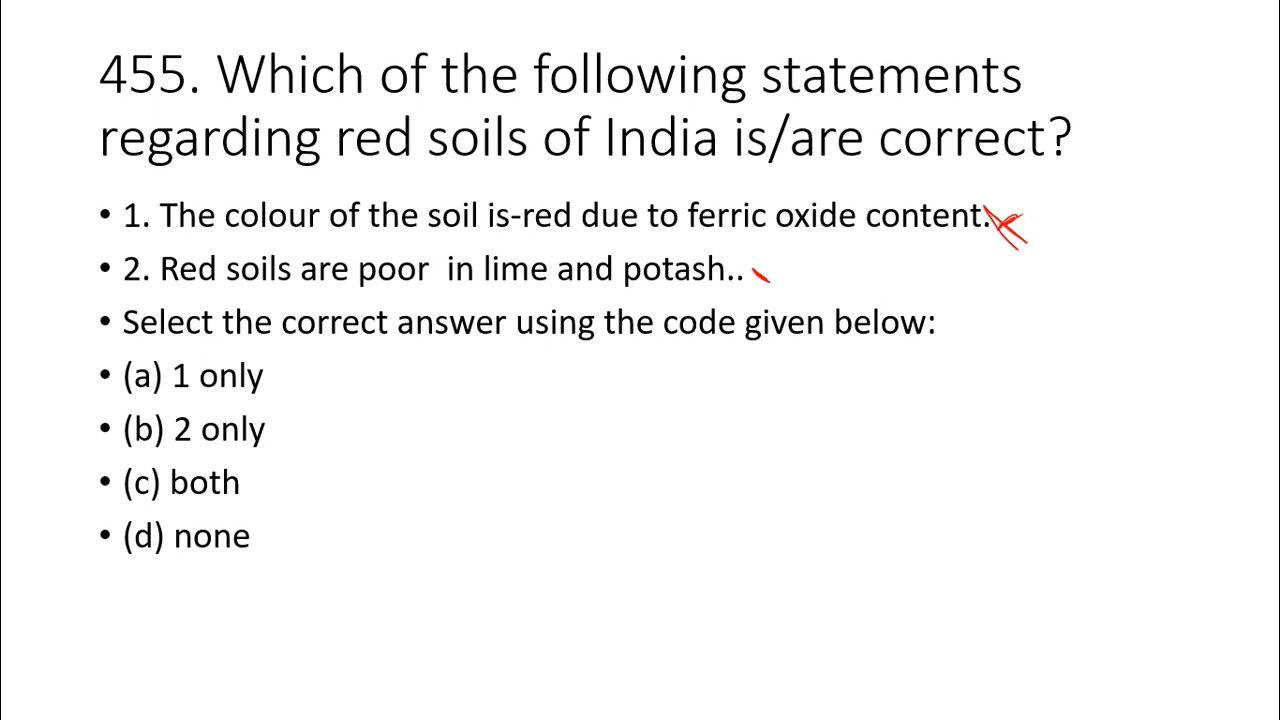 455. Which of the following statements
regarding red soils of India is/are correct?
• 1. The colour of the soil is-red due to ferric oxide content.
• 2. Red soils are poor  in lime and potash..
• Select the correct answer using the code given below:
• (a) 1 only
• (b) 2 only
• (c) both
• (d) none